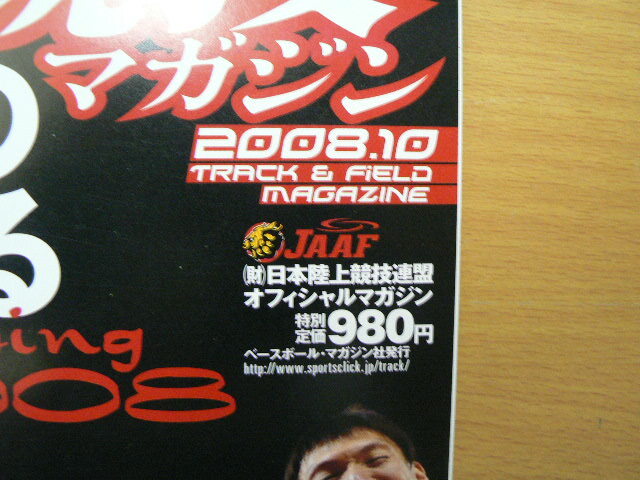 マガジン
2008.10
TRACK & FiELD
MAGAZINE
JAAF
(財)日本陸上競技連盟
オフィシャルマガジン
特別定価980円
ベースボール・マガジン社発行
http://www.sportsclick.jp/track/